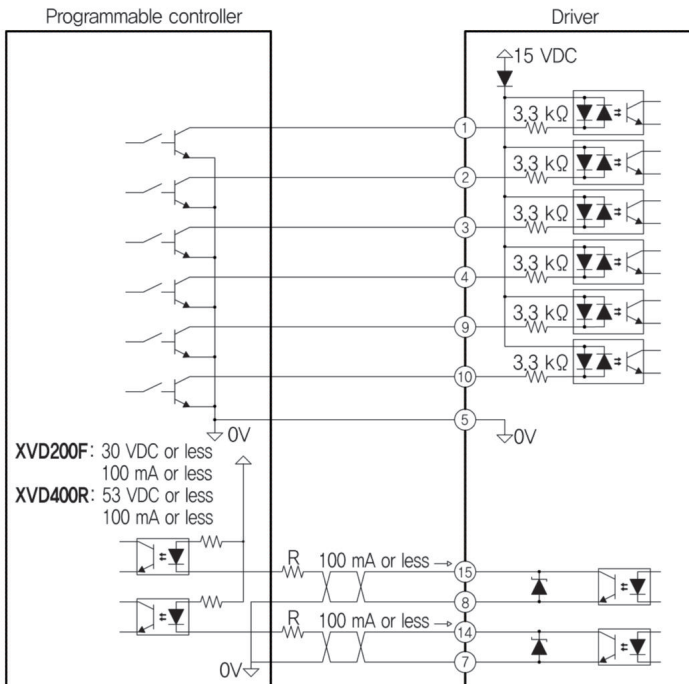 Programmable controller
Driver
15 VDC
3.3 kΩ
1
3.3 kΩ
2
3.3 kΩ
3
3.3 kΩ
4
3.3 kΩ
9
3.3 kΩ
10
5
0V
0V
XVD200F: 30 VDC or less
100 mA or less
XVD400R: 53 VDC or less
100 mA or less
R 100 mA or less
15
8
R 100 mA or less
14
0V
7